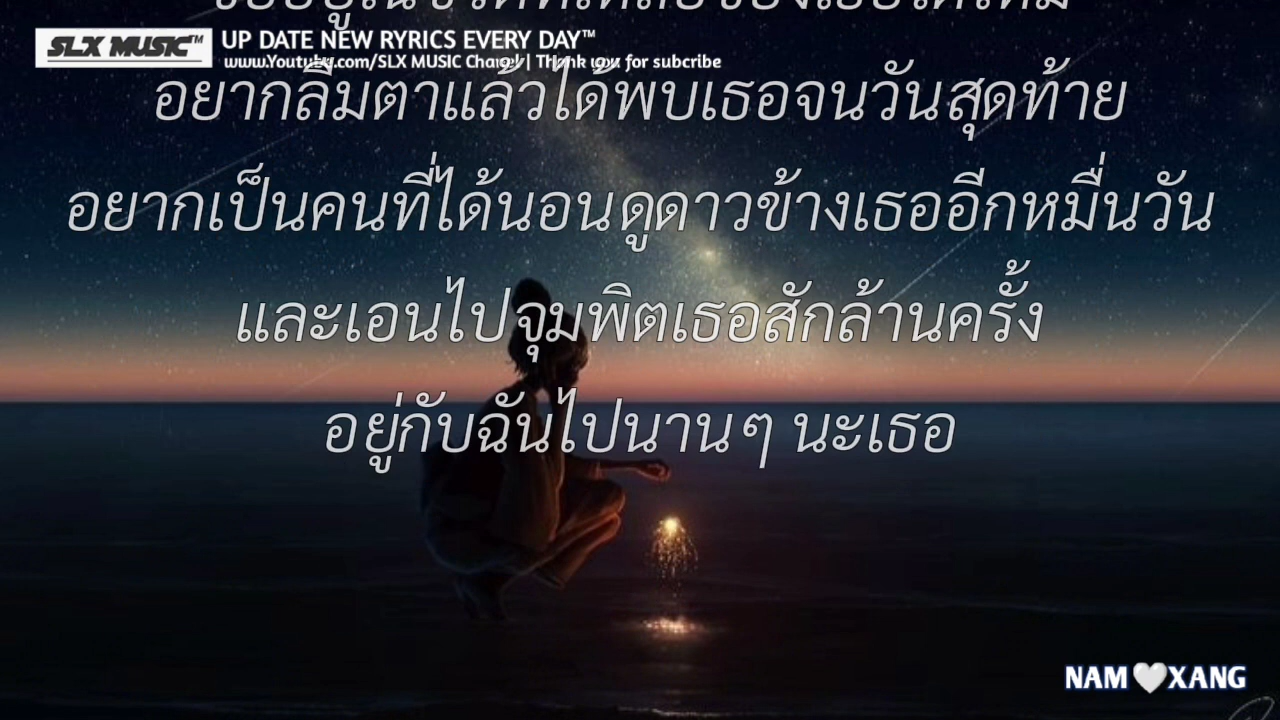 SLX MUSIC™
UP DATE NEW RYRICS EVERY DAY™
www.Youtube.com/SLX MUSIC Chanel | Thank you for subcribe
อยากลืมตาแล้วได้พบเธอจนวันสุดท้าย
อยากเป็นคนที่ได้นอนดูดาวข้างเธออีกหมื่นวัน
และเอนไปจุมพิตเธอสักล้านครั้ง
อยู่กับฉันไปนานๆ นะเธอ
NAM🤍XANG